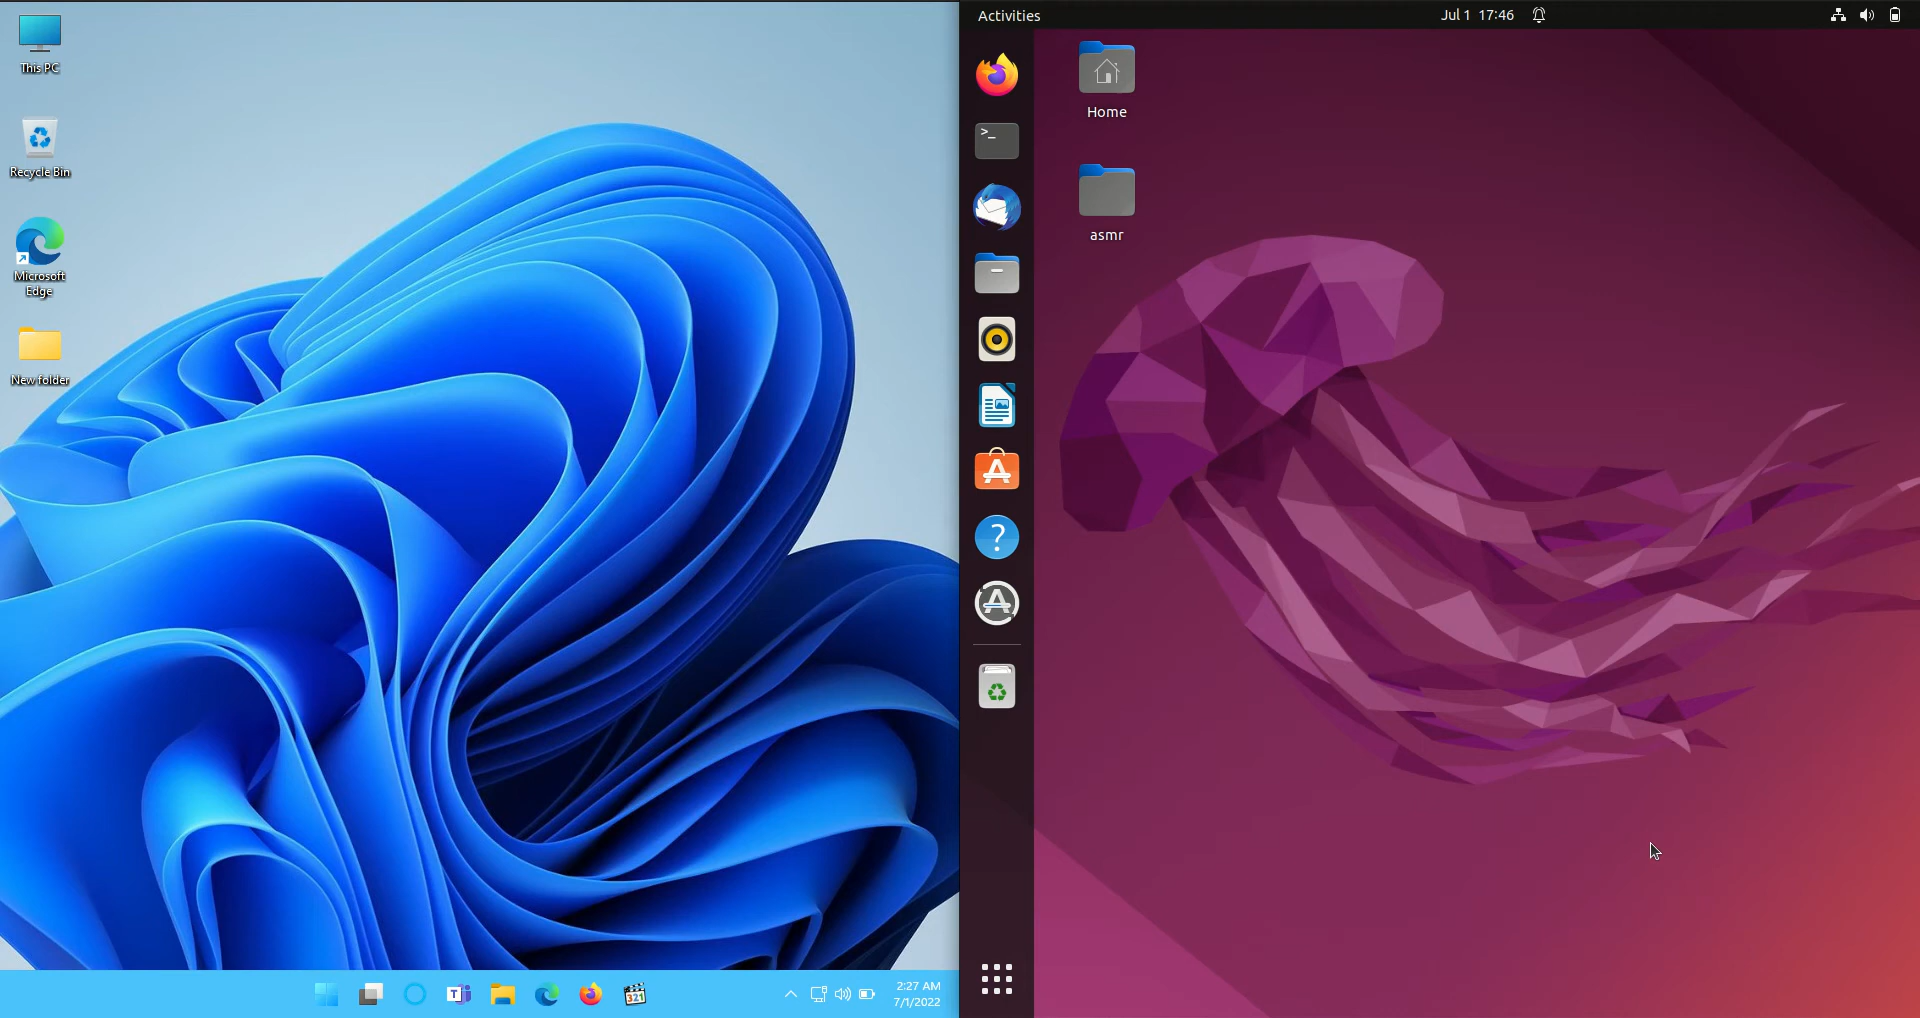 This PC
Recycle Bin
Microsoft
Edge
New folder
T
321
2:27 AM
7/1/2022
Activities
Jul 1 17:46
>_
Home
asmr
A
?
A